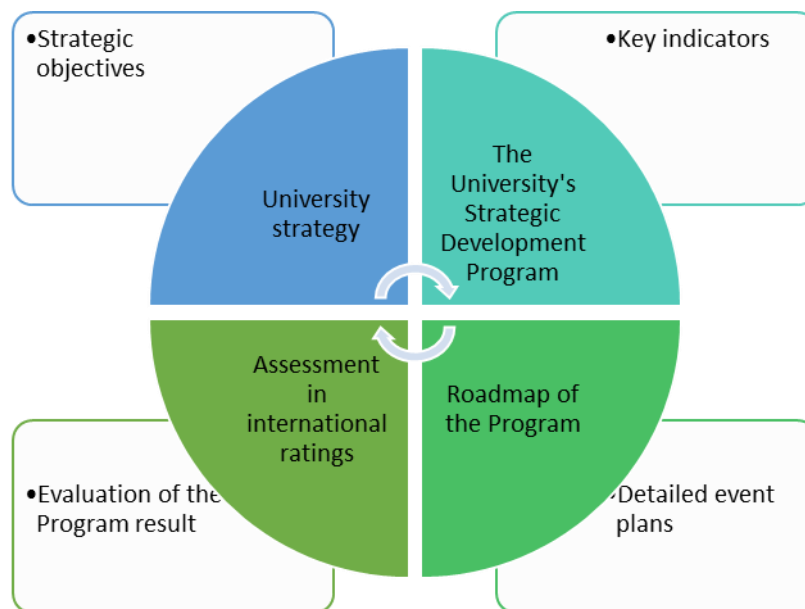 •Strategic
objectives
•Key indicators
University
strategy
The
University's
Strategic
Development
Program
Assessment
in
international
ratings
Roadmap of
the Program
•Evaluation of the
Program result
•Detailed event
plans